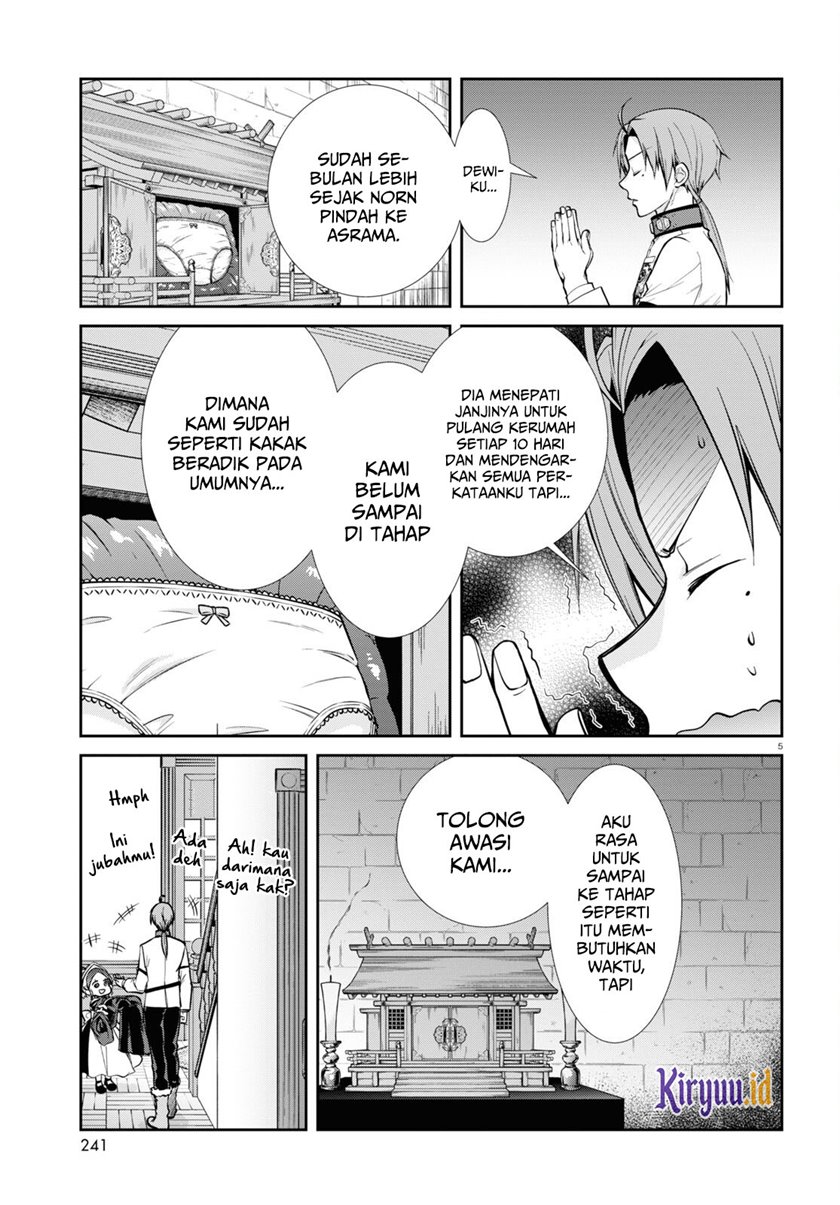 DEWI-
KU...
SUDAH SE-
BULAN LEBIH
SEJAK NORN
PINDAH KE
ASRAMA.
DIA MENEPATI
JANJINYA UNTUK
PULANG KERUMAH
SETIAP 10 HARI
DAN MENDENGAR-
KAN SEMUA PER-
KATAANKU TAPI...
KAMI
BELUM
SAMPAI
DI TAHAP
DIMANA
KAMI SUDAH
SEPERTI KAKAK
BERADIK PADA
UMUMNYA...
5
AKU
RASA
UNTUK
SAMPAI
KE TAHAP
SEPERTI
ITU MEM-
BUTUHKAN
WAKTU,
TAPI
TOLONG
AWASI
KAMI...
Kiryuu.id
Ah! kau
darimana
saja kak?
Ada
deh
Ini
jubahmu!
Hmph
241